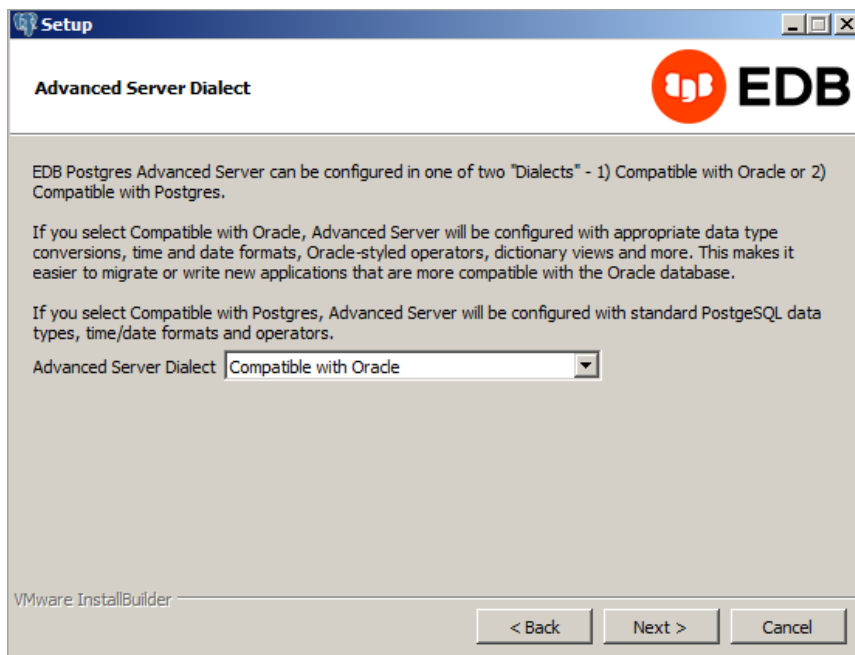 Setup
Advanced Server Dialect
EDB
EDB Postgres Advanced Server can be configured in one of two "Dialects" - 1) Compatible with Oracle or 2)
Compatible with Postgres.
If you select Compatible with Oracle, Advanced Server will be configured with appropriate data type
conversions, time and date formats, Oracle-styled operators, dictionary views and more. This makes it
easier to migrate or write new applications that are more compatible with the Oracle database.
If you select Compatible with Postgres, Advanced Server will be configured with standard PostgeSQL data
types, time/date formats and operators.
Advanced Server Dialect Compatible with Oracle
VMware InstallBuilder
< Back Next > Cancel